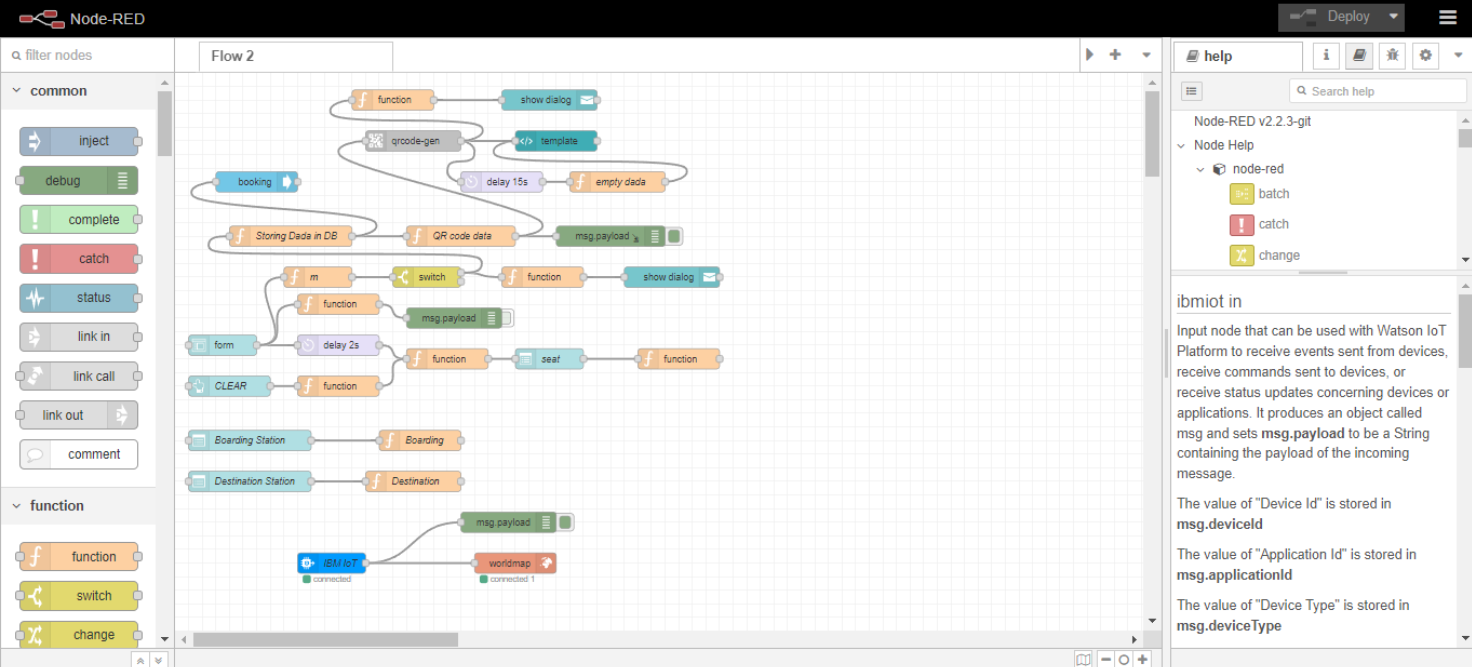 Node-RED
Deploy
filter nodes
Flow 2
help
i
common
inject
debug
complete
catch
status
link in
link call
link out
comment
function
function
switch
change
function
show dialog
qrcode-gen
template
booking
delay 15s
empty dada
Storing Dada in DB
QR code data
msg.payload
m
switch
function
show dialog
function
msg.payload
form
delay 2s
function
seat
function
CLEAR
function
Boarding Station
Boarding
Destination Station
Destination
msg.payload
IBM IoT
worldmap
connected
connected 1
Search help
Node-RED v2.2.3-git
Node Help
node-red
batch
catch
change
ibmiot in
Input node that can be used with Watson IoT
Platform to receive events sent from devices,
receive commands sent to devices, or
receive status updates concerning devices or
applications. It produces an object called
msg and sets msg.payload to be a String
containing the payload of the incoming
message.
The value of "Device Id" is stored in
msg.deviceId
The value of "Application Id" is stored in
msg.applicationId
The value of "Device Type" is stored in
msg.deviceType